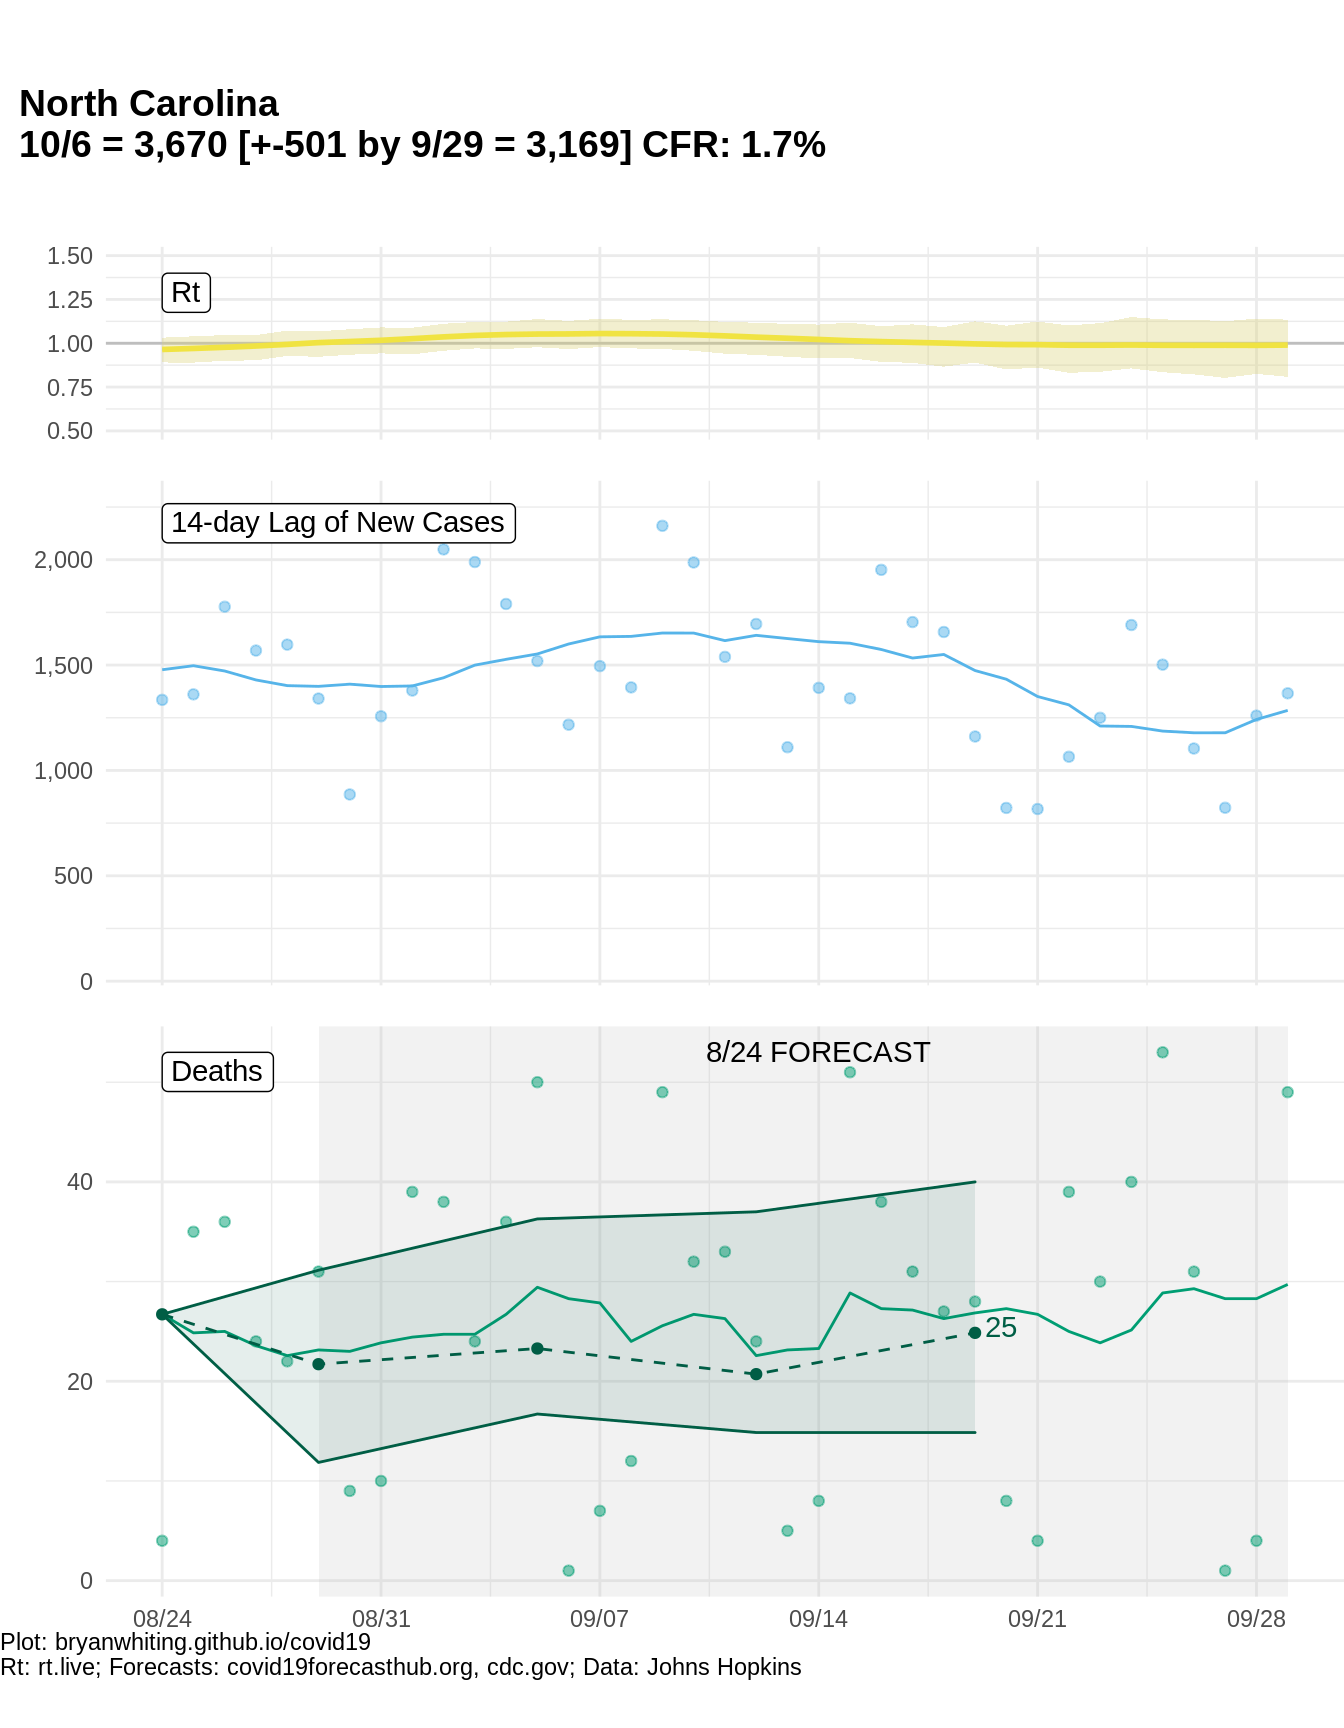 North Carolina
10/6 = 3,670 [+-501 by 9/29 = 3,169] CFR: 1.7%
1.50
1.25
1.00
0.75
0.50
Rt
14-day Lag of New Cases
2,000
1,500
1,000
500
0
8/24 FORECAST
Deaths
40
20
0
25
08/24
08/31
09/07
09/14
09/21
09/28
Plot: bryanwhiting.github.io/covid19
Rt: rt.live; Forecasts: covid19forecasthub.org, cdc.gov; Data: Johns Hopkins